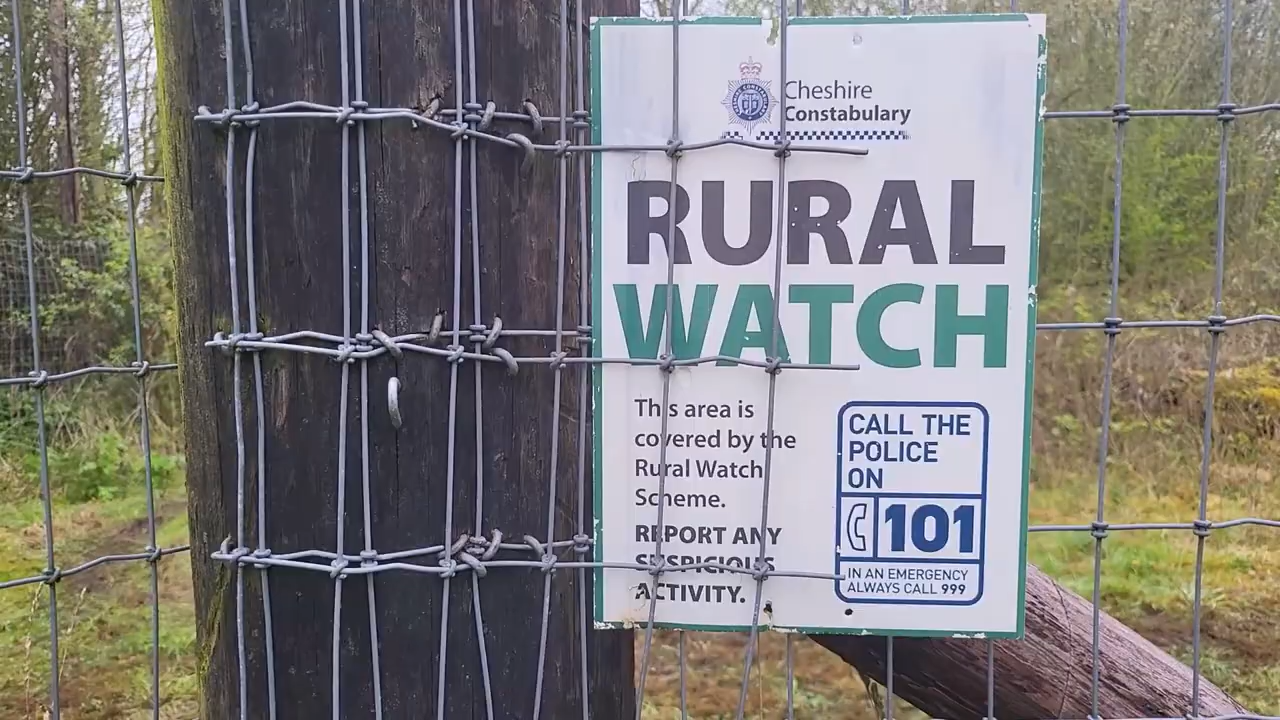 Cheshire
Constabulary
RURAL
WATCH
This area is
covered by the
Rural Watch
Scheme.
REPORT ANY
SUSPICIOUS
ACTIVITY.
CALL THE
POLICE
ON
101
IN AN EMERGENCY
ALWAYS CALL 999